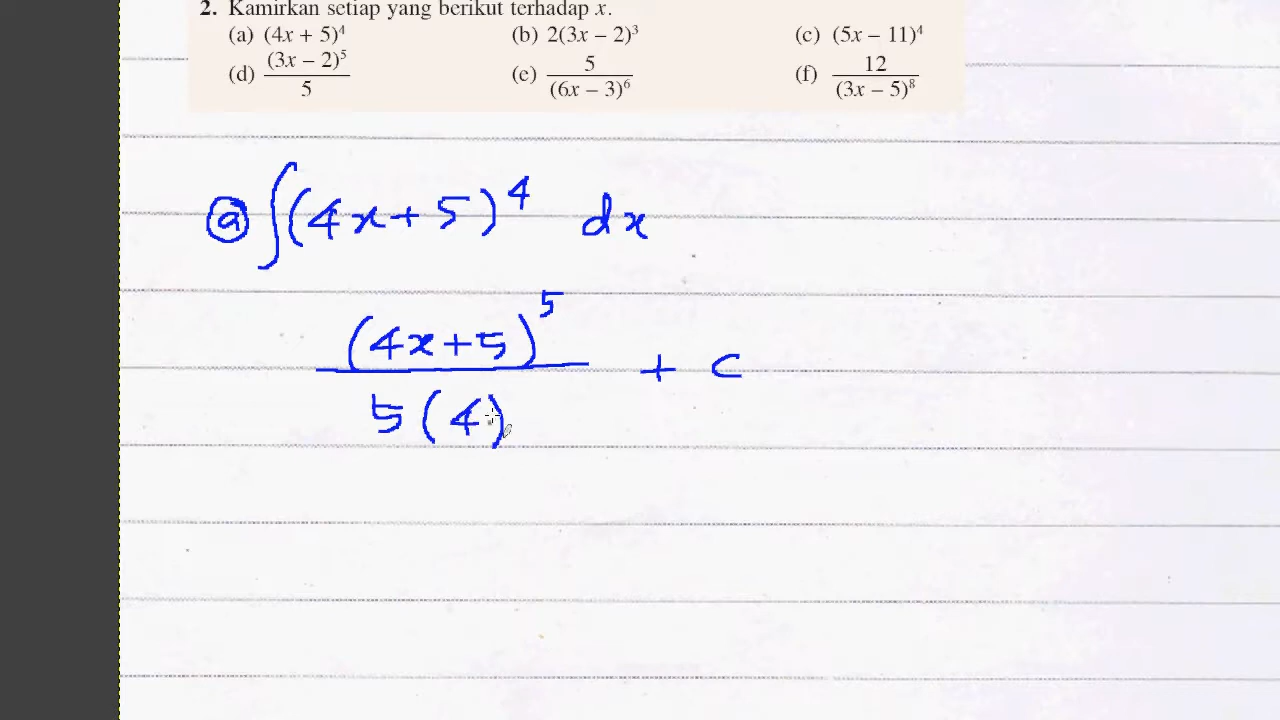 2. Kamirkan setiap yang berikut terhadap x.
(a) (4x + 5)⁴ (b) 2(3x – 2)³ (c) (5x – 11)⁴
(d) (3x – 2)⁵/5 (e) 5/(6x – 3)⁶ (f) 12/(3x – 5)⁸
ⓐ ∫(4x+5)⁴ dx
(4x+5)⁵/5(4) + c